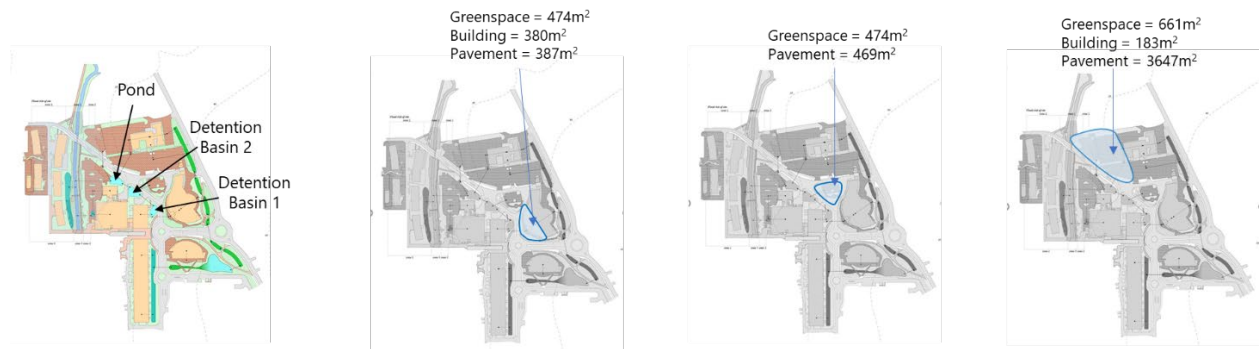 Pond
Detention
Basin 2
Detention
Basin 1
Greenspace = 474m²
Building = 380m²
Pavement = 387m²
Greenspace = 474m²
Pavement = 469m²
Greenspace = 661m²
Building = 183m²
Pavement = 3647m²